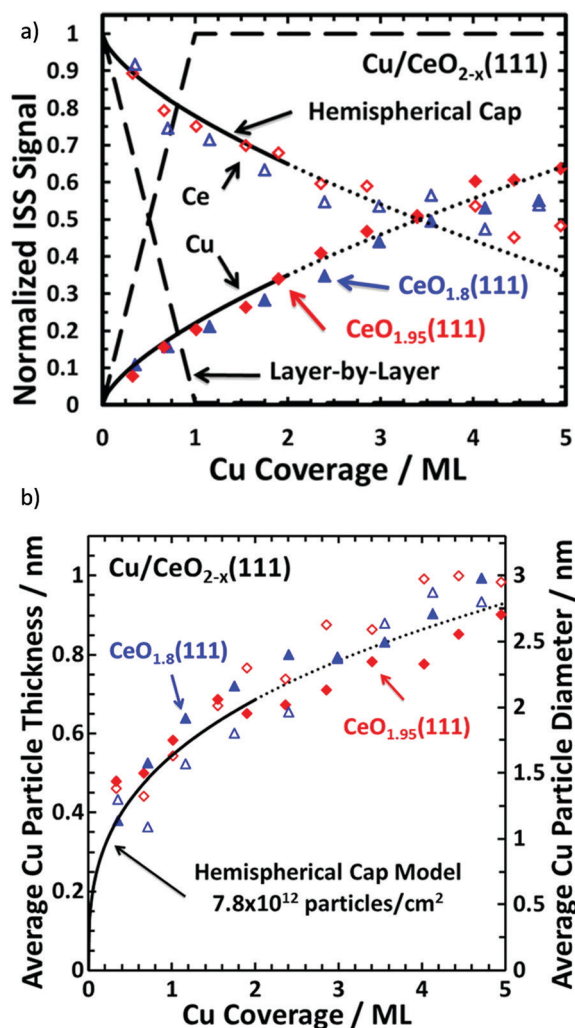 a)
1
0.9
0.8
0.7
0.6
0.5
0.4
0.3
0.2
0.1
0
Normalized ISS Signal
Cu/CeO2-x(111)
Hemispherical Cap
Ce
Cu
CeO1.8(111)
CeO1.95(111)
Layer-by-Layer
0 1 2 3 4 5
Cu Coverage / ML
b)
1
0.8
0.6
0.4
0.2
0
Average Cu Particle Thickness / nm
Cu/CeO2-x(111)
CeO1.8(111)
CeO1.95(111)
Hemispherical Cap Model
7.8x10^12 particles/cm^2
3
2.5
2
1.5
1
0.5
0
Average Cu Particle Diameter / nm
0 1 2 3 4 5
Cu Coverage / ML